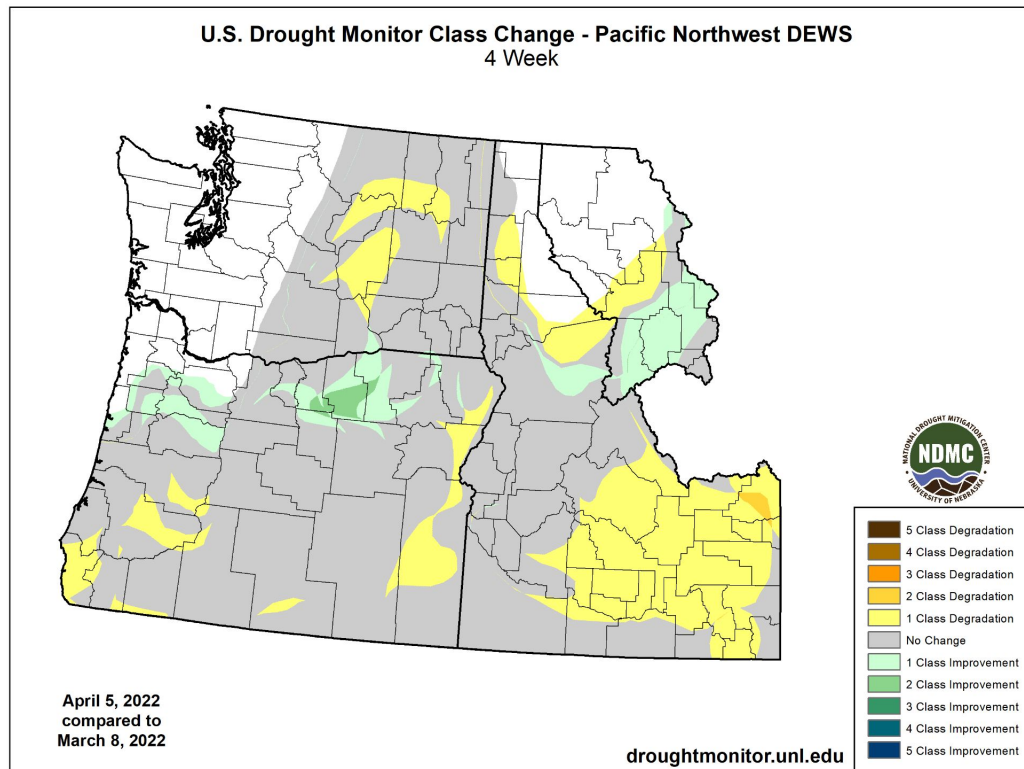 U.S. Drought Monitor Class Change - Pacific Northwest DEWS
4 Week
NATIONAL DROUGHT MITIGATION CENTER
NDMC
UNIVERSITY OF NEBRASKA
5 Class Degradation
4 Class Degradation
3 Class Degradation
2 Class Degradation
1 Class Degradation
No Change
1 Class Improvement
2 Class Improvement
3 Class Improvement
4 Class Improvement
5 Class Improvement
April 5, 2022
compared to
March 8, 2022
droughtmonitor.unl.edu